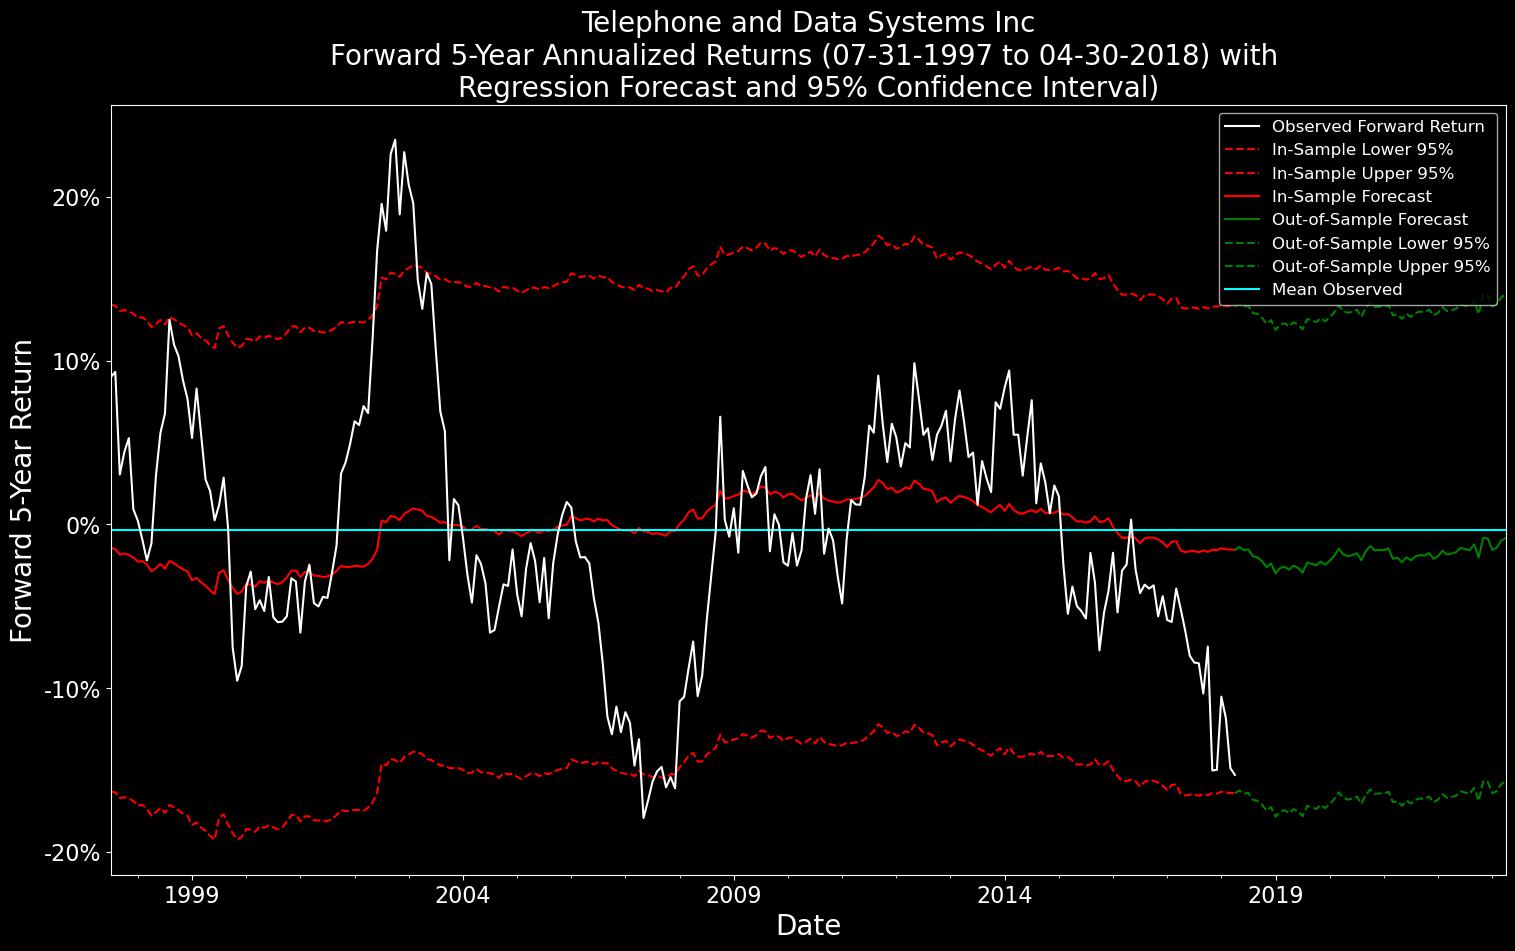 Telephone and Data Systems Inc
Forward 5-Year Annualized Returns (07-31-1997 to 04-30-2018) with
Regression Forecast and 95% Confidence Interval)
Observed Forward Return
In-Sample Lower 95%
In-Sample Upper 95%
In-Sample Forecast
Out-of-Sample Forecast
Out-of-Sample Lower 95%
Out-of-Sample Upper 95%
Mean Observed
Forward 5-Year Return
20%
10%
0%
-10%
-20%
1999
2004
2009
2014
2019
Date